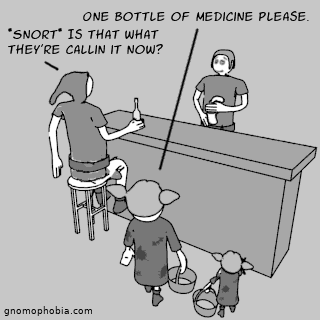 ONE BOTTLE OF MEDICINE PLEASE.
*SNORT* IS THAT WHAT
THEY'RE CALLIN IT NOW?
gnomophobia.com